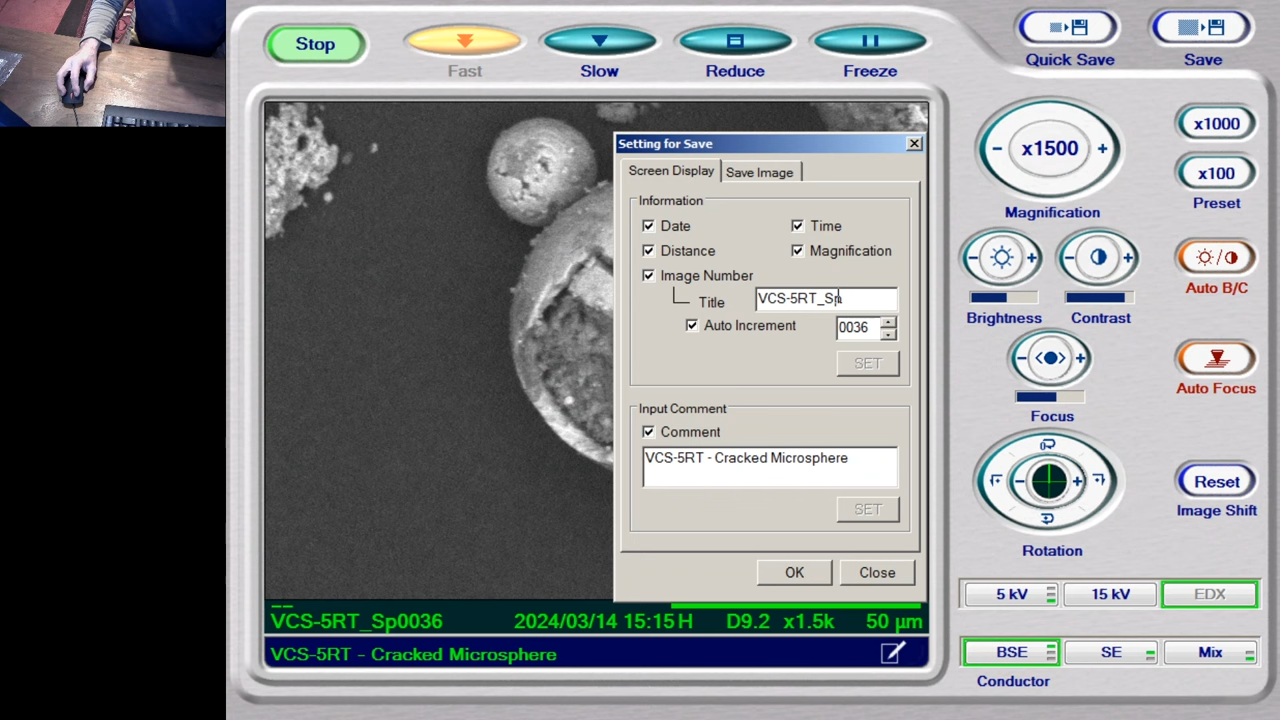 Stop
Fast
Slow
Reduce
Freeze
Quick Save
Save
Setting for Save
Screen Display
Save Image
Information
Date
Time
Distance
Magnification
Image Number
Title
VCS-5RT_Sp
Auto Increment
0036
SET
Input Comment
Comment
VCS-5RT - Cracked Microsphere
SET
OK
Close
VCS-5RT_Sp0036 2024/03/14 15:15 H D9.2 x1.5k 50 µm
VCS-5RT - Cracked Microsphere
x1500
Magnification
x1000
x100
Preset
Brightness
Contrast
Auto B/C
Focus
Auto Focus
Rotation
Reset
Image Shift
5 kV
15 kV
EDX
BSE
SE
Mix
Conductor